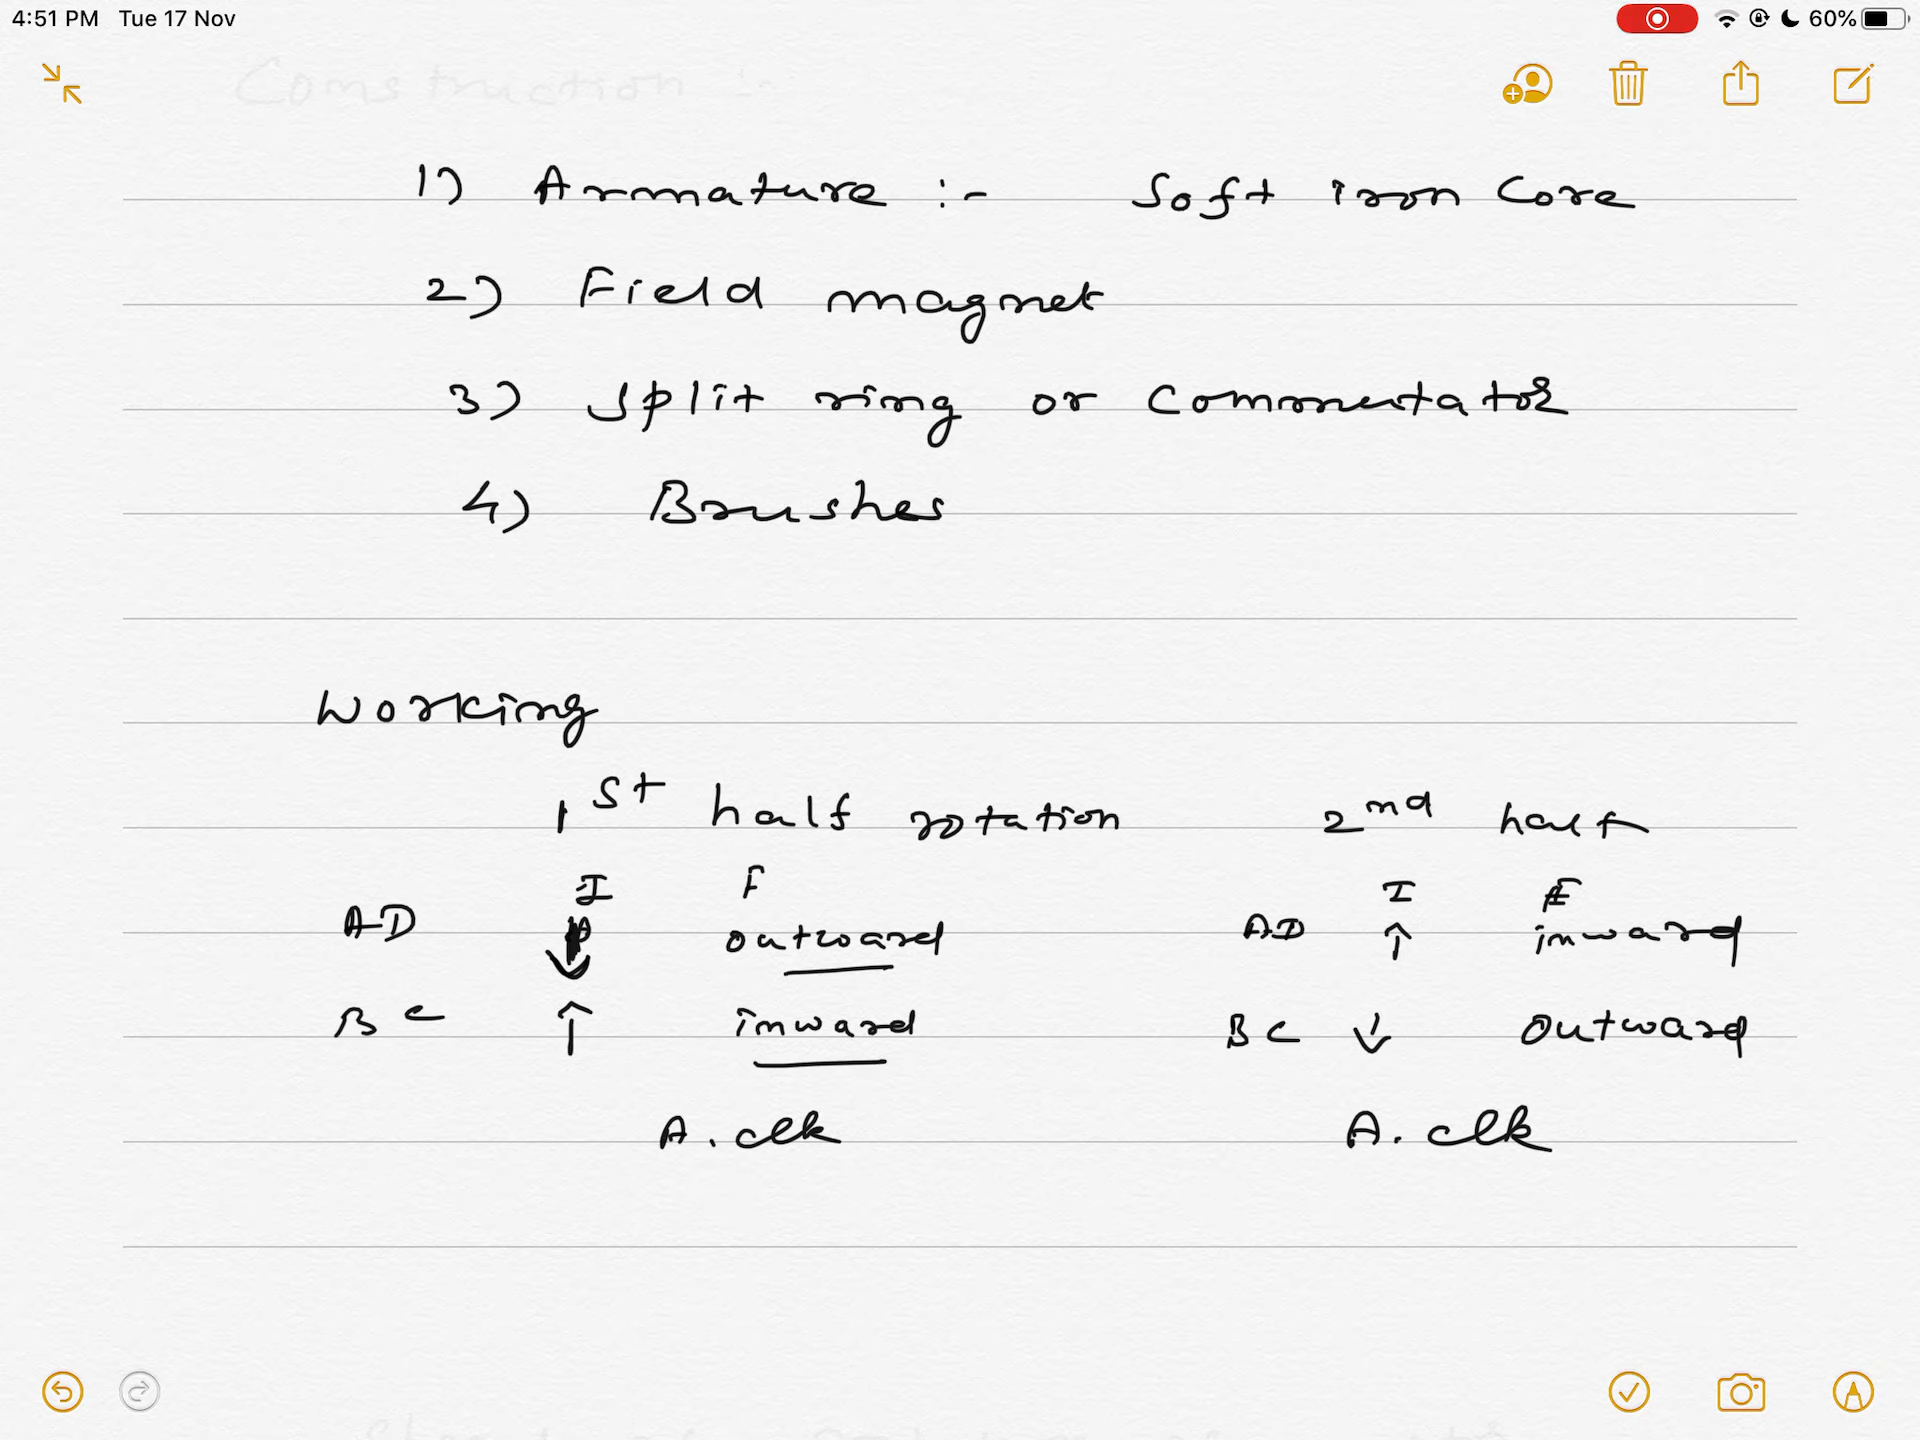 4:51 PM Tue 17 Nov 60%
Construction :-
1) Armature :- Soft iron Core
2) Field magnet
3) Split ring or Commutator
4) Brushes
Working
1st half rotation 2nd half
I F I F
AD ↓ outward AD ↑ inward
BC ↑ inward BC ↓ outward
A. clk A. clk